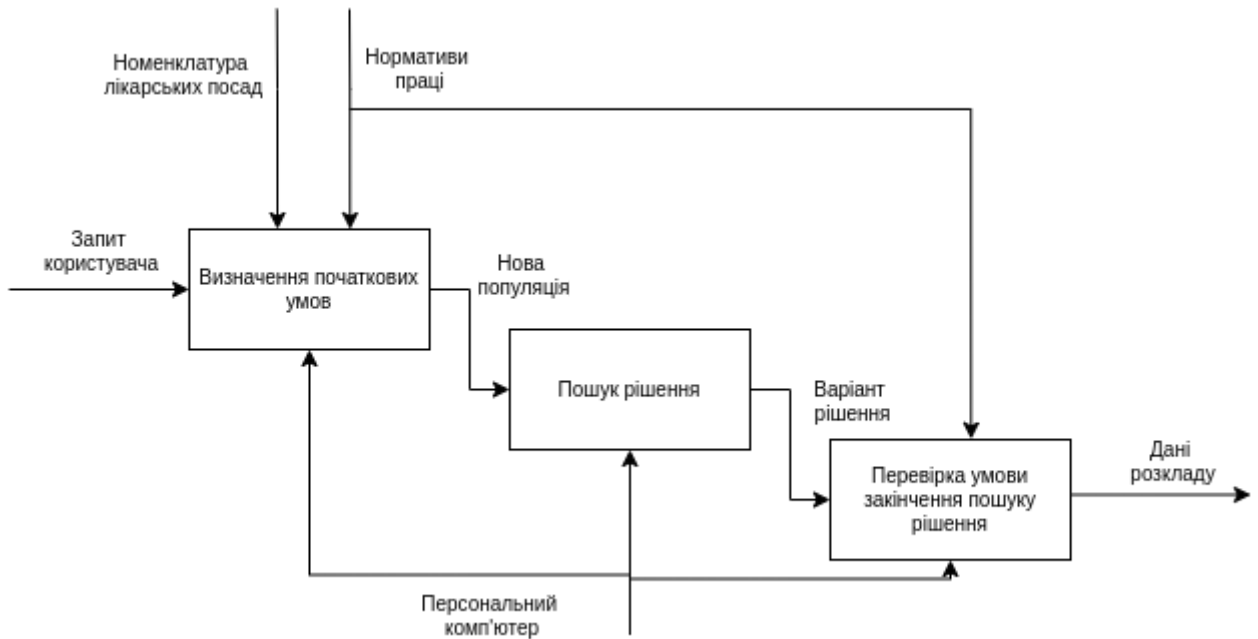 Номенклатура
лікарських посад
Нормативи
праці
Запит
користувача
Визначення початкових
умов
Нова
популяція
Пошук рішення
Варіант
рішення
Перевірка умови
закінчення пошуку
рішення
Дані
розкладу
Персональний
комп'ютер